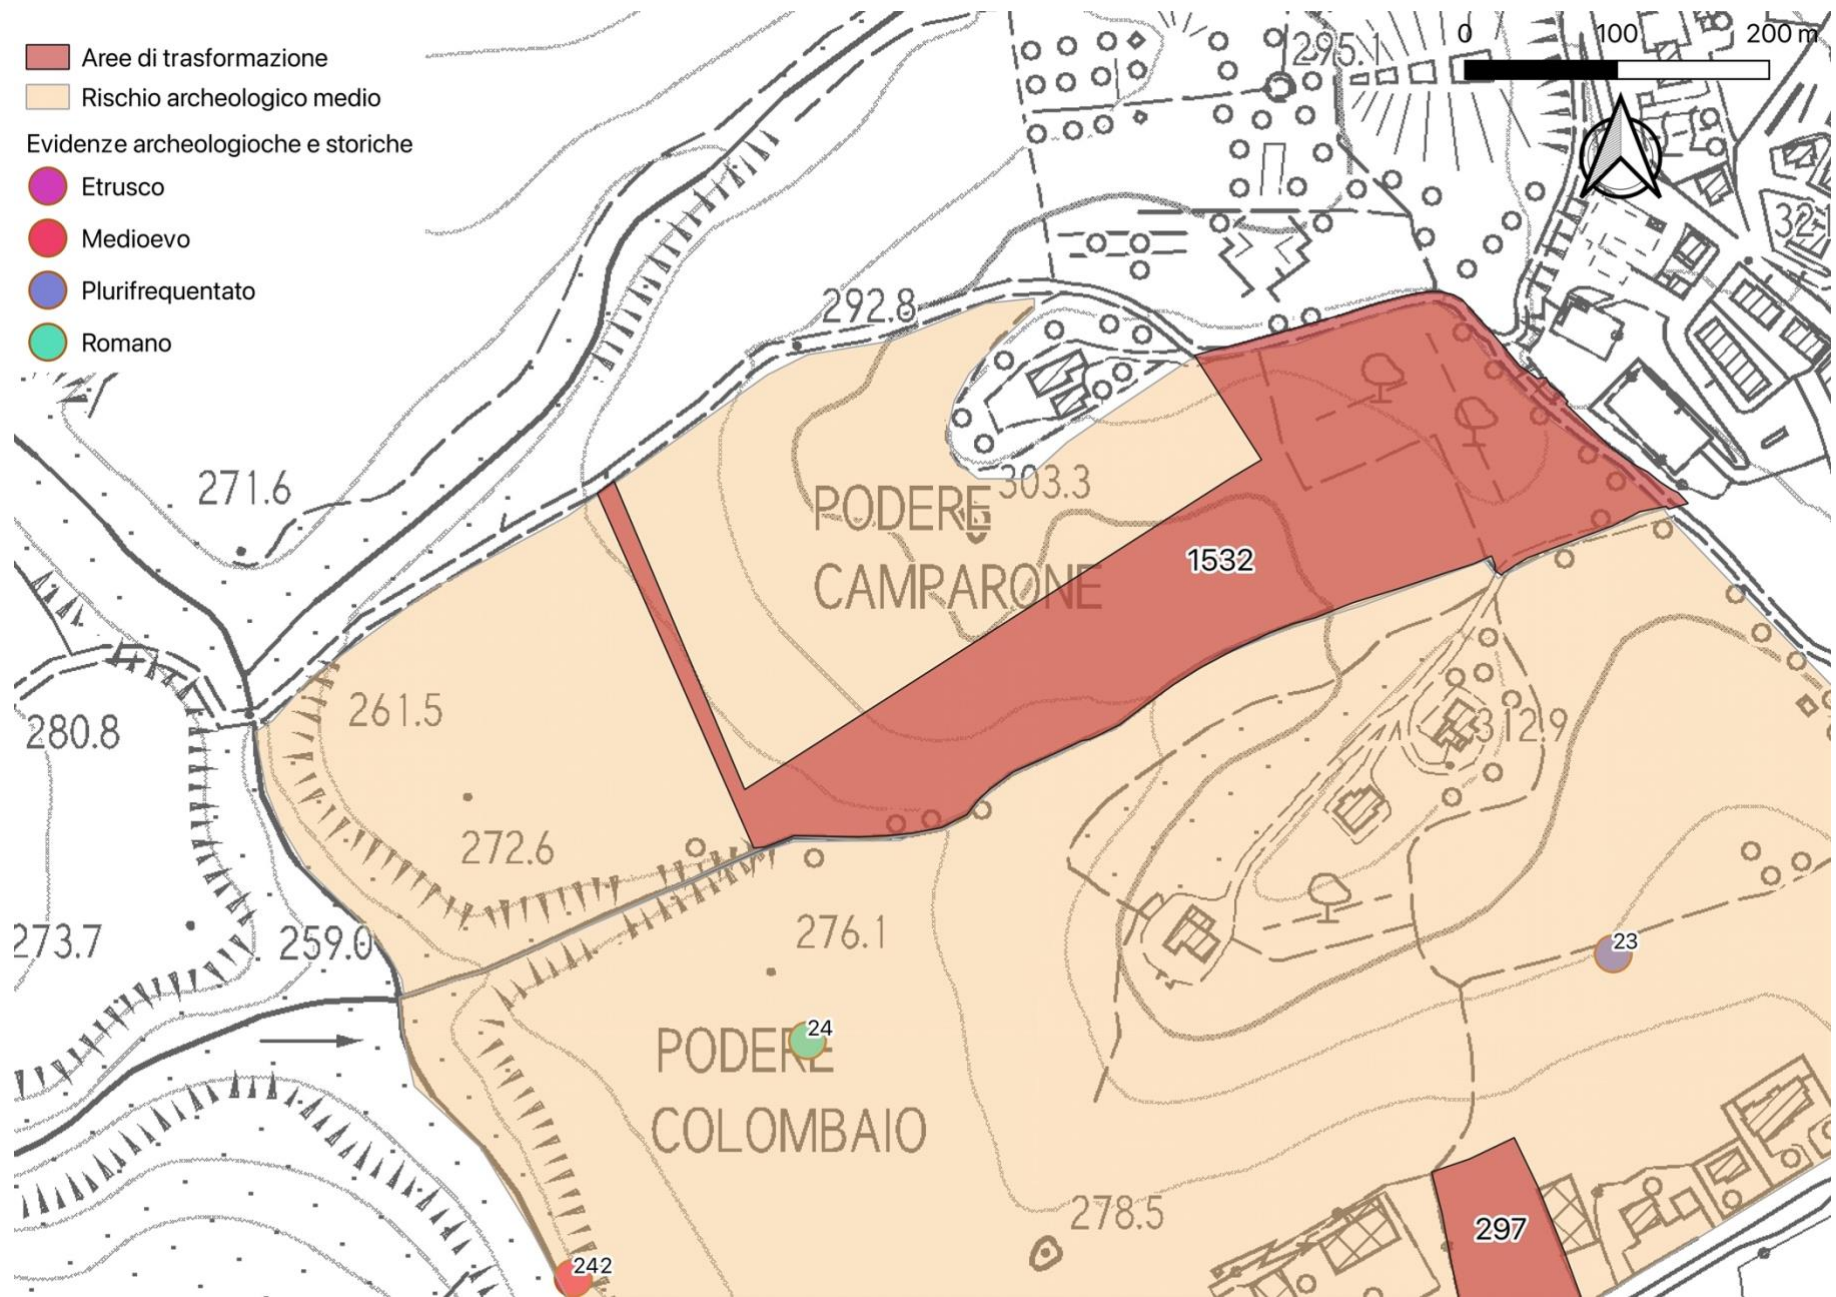 Aree di trasformazione
Rischio archeologico medio
Evidenze archeologioche e storiche
Etrusco
Medioevo
Plurifrequentato
Romano
0 100 200 m
295.1
321
292.8
271.6
303.3
PODERE
CAMPARONE
1532
261.5
280.8
312.9
272.6
276.1
273.7
259.0
23
24
PODERE
COLOMBAIO
278.5
297
242